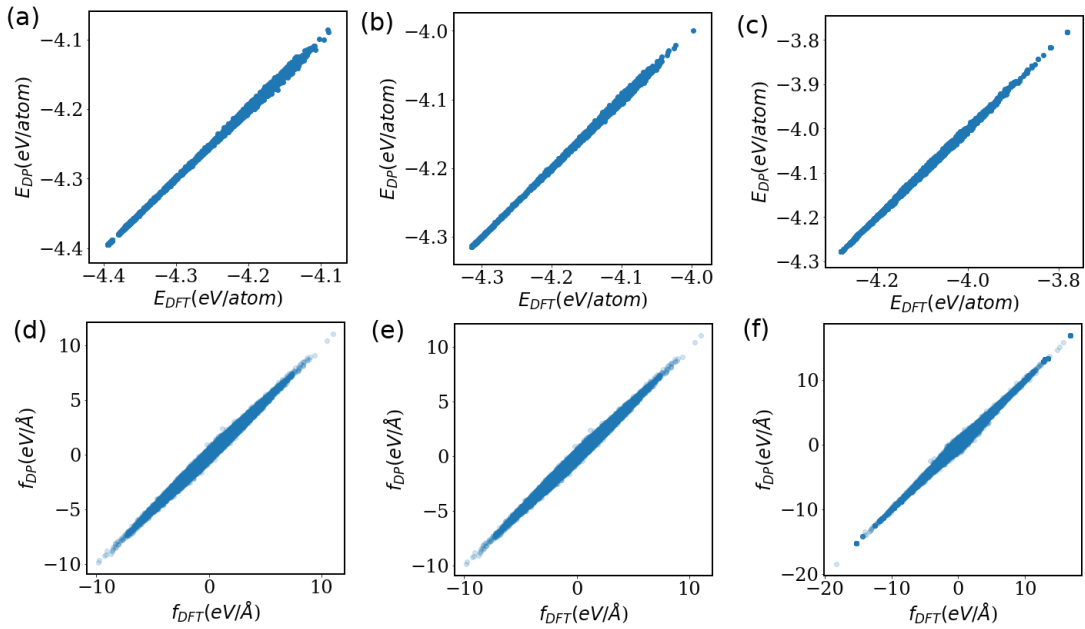 (a)
−4.1
−4.2
−4.3
−4.4
E_DP(eV/atom)
−4.4 −4.3 −4.2 −4.1
E_DFT(eV/atom)
(b)
−4.0
−4.1
−4.2
−4.3
E_DP(eV/atom)
−4.3 −4.2 −4.1 −4.0
E_DFT(eV/atom)
(c)
−3.8
−3.9
−4.0
−4.1
−4.2
−4.3
E_DP(eV/atom)
−4.2 −4.0 −3.8
E_DFT(eV/atom)
(d)
10
5
0
−5
−10
f_DP(eV/Å)
−10 0 10
f_DFT(eV/Å)
(e)
10
5
0
−5
−10
f_DP(eV/Å)
−10 0 10
f_DFT(eV/Å)
(f)
10
0
−10
−20
f_DP(eV/Å)
−20 −10 0 10
f_DFT(eV/Å)